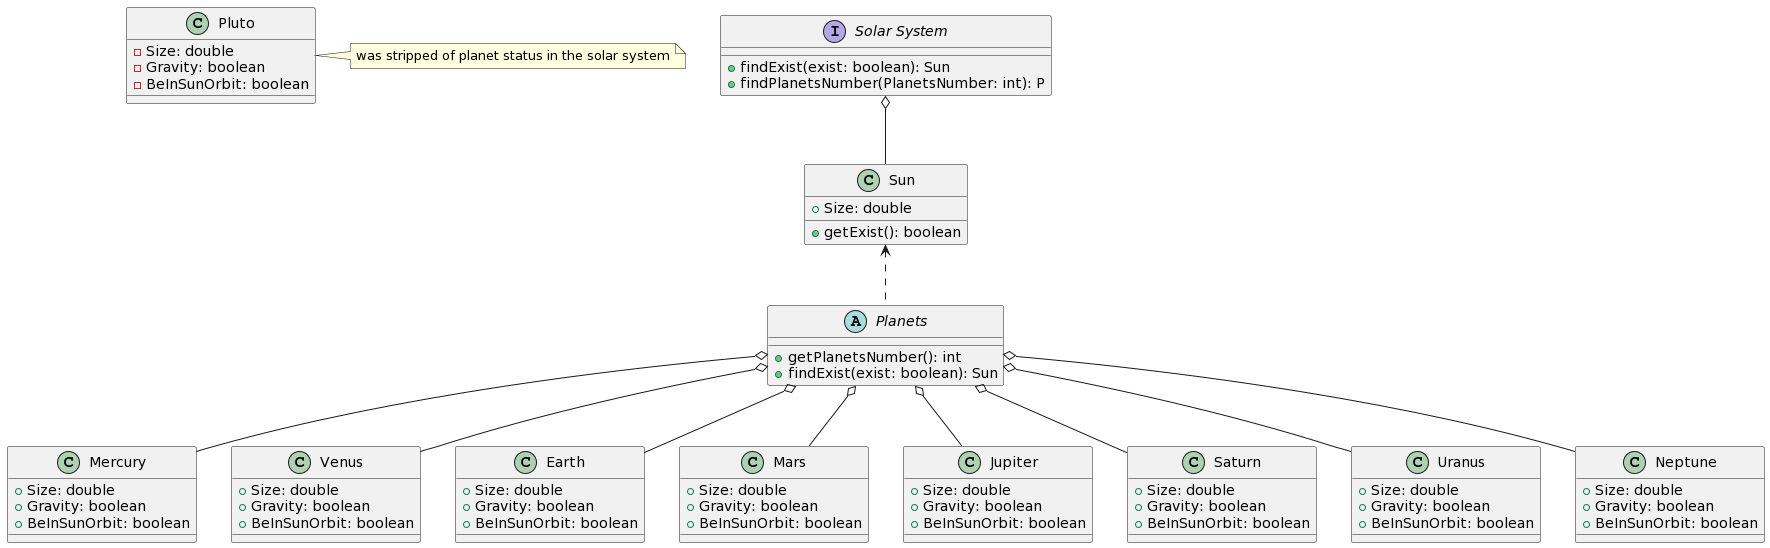 C Pluto
Size: double
Gravity: boolean
BeInSunOrbit: boolean
was stripped of planet status in the solar system
I Solar System
findExist(exist: boolean): Sun
findPlanetsNumber(PlanetsNumber: int): P
C Sun
Size: double
getExist(): boolean
A Planets
getPlanetsNumber(): int
findExist(exist: boolean): Sun
C Mercury
Size: double
Gravity: boolean
BeInSunOrbit: boolean
C Venus
Size: double
Gravity: boolean
BeInSunOrbit: boolean
C Earth
Size: double
Gravity: boolean
BeInSunOrbit: boolean
C Mars
Size: double
Gravity: boolean
BeInSunOrbit: boolean
C Jupiter
Size: double
Gravity: boolean
BeInSunOrbit: boolean
C Saturn
Size: double
Gravity: boolean
BeInSunOrbit: boolean
C Uranus
Size: double
Gravity: boolean
BeInSunOrbit: boolean
C Neptune
Size: double
Gravity: boolean
BeInSunOrbit: boolean